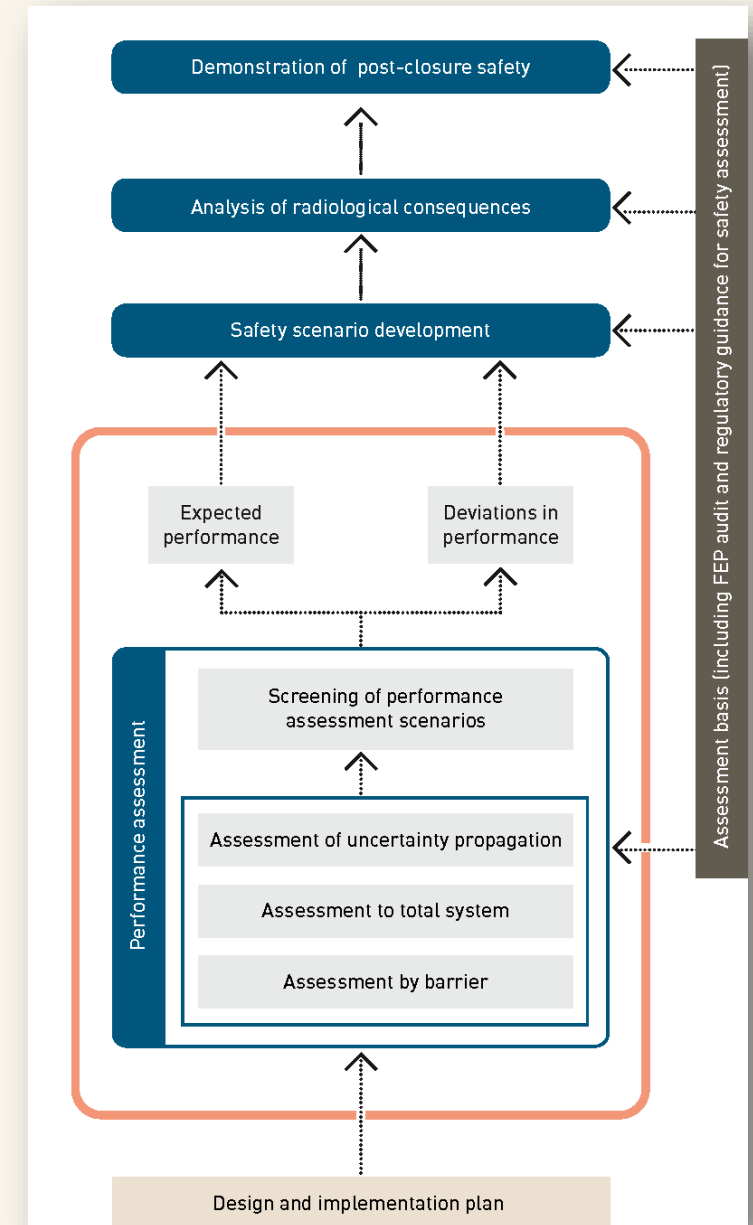 Demonstration of post-closure safety
Analysis of radiological consequences
Safety scenario development
Expected
performance
Deviations in
performance
Screening of performance
assessment scenarios
Assessment of uncertainty propagation
Assessment to total system
Assessment by barrier
Performance assessment
Design and implementation plan
Assessment basis (including FEP audit and regulatory guidance for safety assessment)